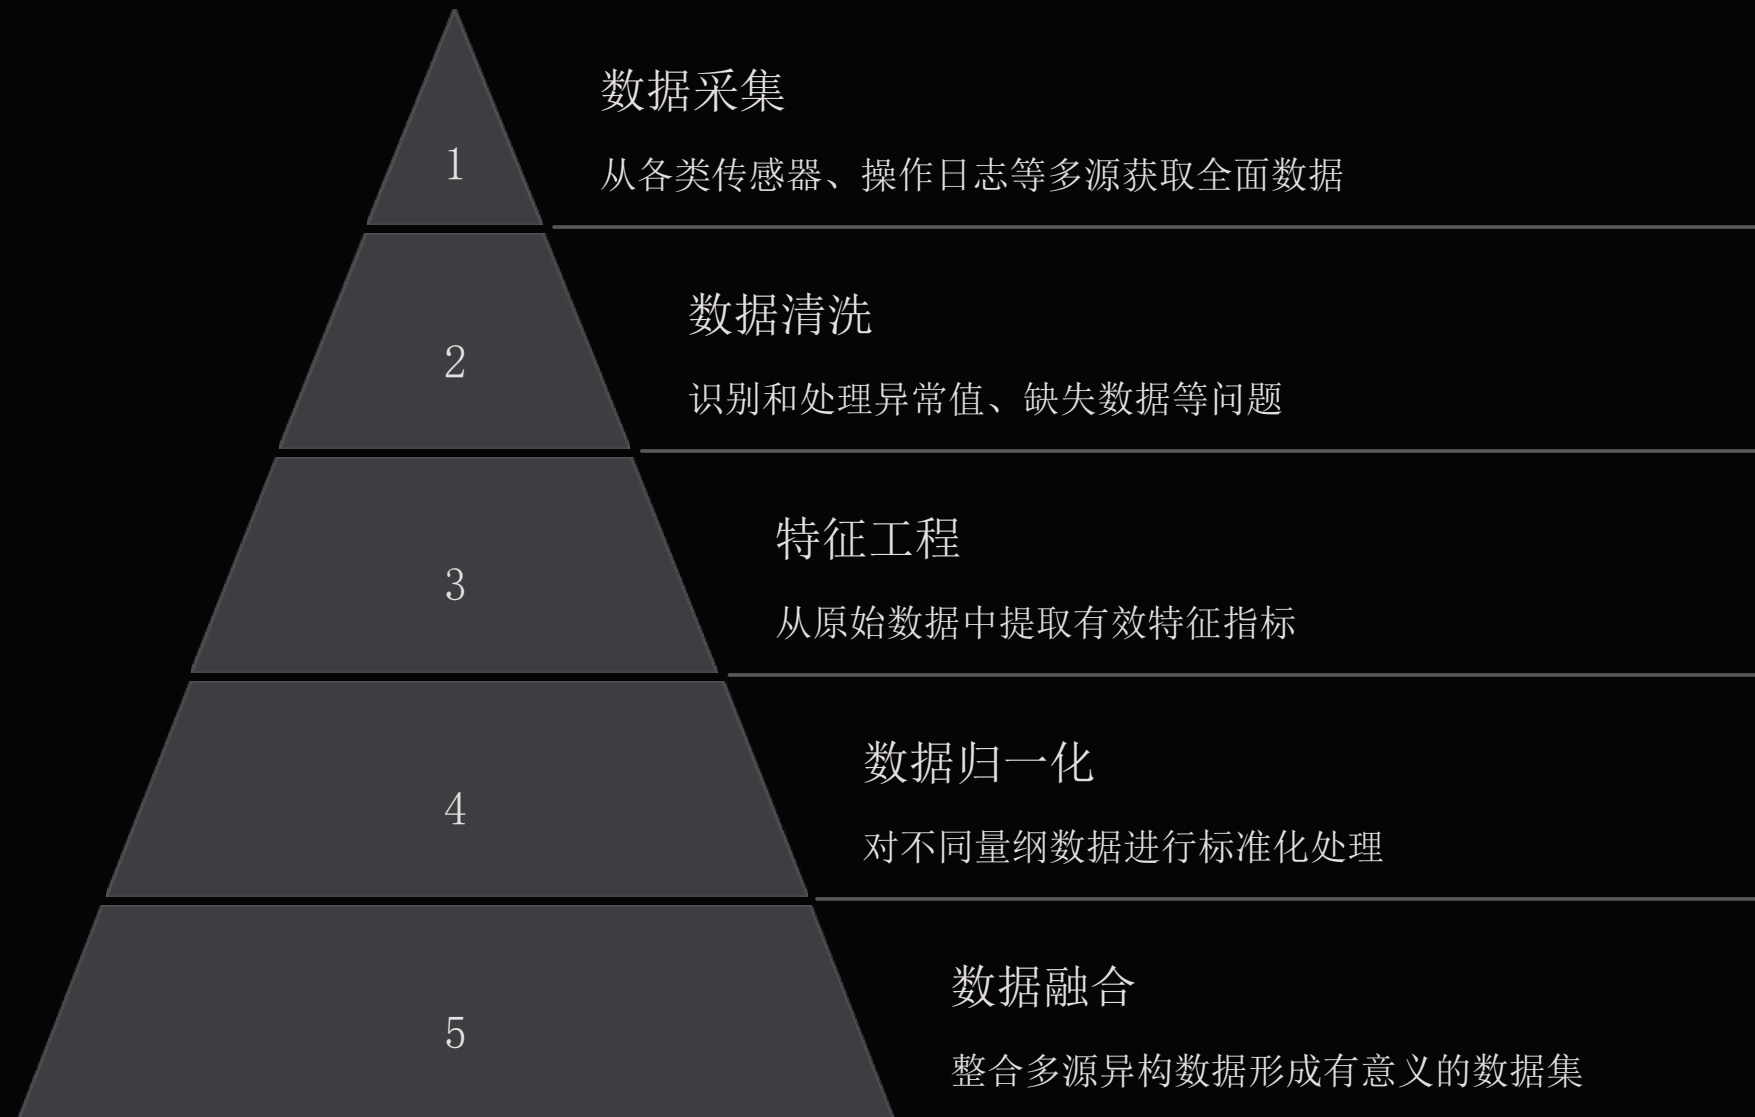 1
数据采集
从各类传感器、操作日志等多源获取全面数据
2
数据清洗
识别和处理异常值、缺失数据等问题
3
特征工程
从原始数据中提取有效特征指标
4
数据归一化
对不同量纲数据进行标准化处理
5
数据融合
整合多源异构数据形成有意义的数据集